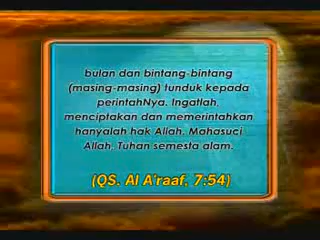 bulan dan bintang-bintang
(masing-masing) tunduk kepada
perintahNya. Ingatlah,
menciptakan dan memerintahkan
hanyalah hak Allah. Mahasuci
Allah, Tuhan semesta alam.
(QS. Al A'raaf, 7:54)